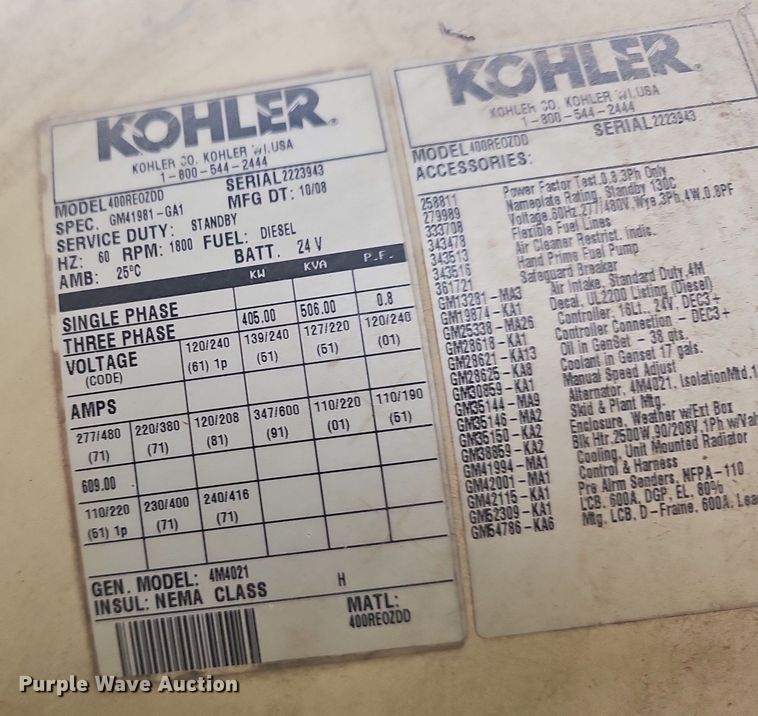 KOHLER®
KOHLER CO. KOHLER WI. USA
1-800-544-2444
MODEL 400REOZDD SERIAL 2223943
SPEC. GM41981-GA1 MFG DT: 10/08
SERVICE DUTY: STANDBY
HZ: 60 RPM: 1800 FUEL: DIESEL
AMB: 25°C BATT. 24 V
KW KVA P.F.
SINGLE PHASE
THREE PHASE 405.00 506.00 0.8
VOLTAGE 120/240 139/240 127/220 120/240
(CODE) (61) 1p (51) (51) (01)
AMPS
277/480 220/380 120/208 347/600 110/220 110/190
(71) (71) (81) (91) (01) (51)
609.00
110/220 230/400 240/416
(61) 1p (71) (71)
GEN. MODEL: 4M4021
INSUL: NEMA CLASS H
MATL:
400REOZDD
KOHLER®
KOHLER CO. KOHLER WI. USA
1-800-544-2444
MODEL 400REOZDD SERIAL 2223943
ACCESSORIES:
258811 Power Factor Test,0.8,3Ph Only
279989 Nameplate Rating, Standby 130C
333708 Voltage,60Hz,277/480V,Wye,3Ph,4W,0.8PF
343478 Flexible Fuel Lines
343513 Air Cleaner Restrict. Indic.
343516 Hand Prime Fuel Pump
361721 Safeguard Breaker
GM13281-MA3 Air Intake, Standard Duty,4M
GM19874-KA1 Decal, UL2200 Listing (Diesel)
GM25338-MA26 Controller, 16Lt., 24V, DEC3+
GM28618-KA1 Controller Connection - DEC3+
GM28621-KA13 Oil in GenSet - 38 qts.
GM28625-KA8 Coolant in Genset 17 gals.
GM30859-KA1 Manual Speed Adjust
GM35144-MA9 Alternator, 4M4021, IsolationMtd,1
GM35146-MA2 Skid & Plant Mtg.
GM35150-KA2 Enclosure, Weather w/Ext Box
GM38859-KA2 Blk Htr,2500W,90/208V,1Ph w/Val
GM41994-MA1 Cooling, Unit Mounted Radiator
GM42001-MA1 Control & Harness
GM42115-KA1 Pre Alrm Senders, NFPA-110
GM52309-KA1 LCB, 600A, DGP, EL, 80%
GM54786-KA6 Mtg, LCB, D-Frame, 600A, Lea
Purple Wave Auction